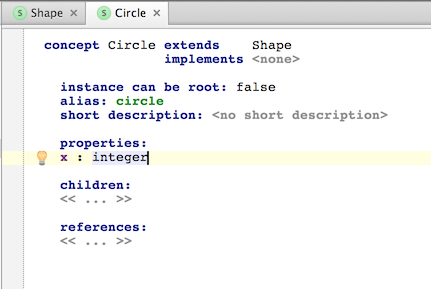 S Shape × S Circle ×
concept Circle extends Shape
implements <none>
instance can be root: false
alias: circle
short description: <no short description>
properties:
x : integer
children:
<< ... >>
references:
<< ... >>